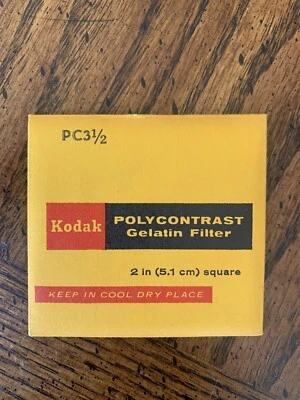 PC3½
Kodak
POLYCONTRAST
Gelatin Filter
2 in (5.1 cm) square
KEEP IN COOL DRY PLACE